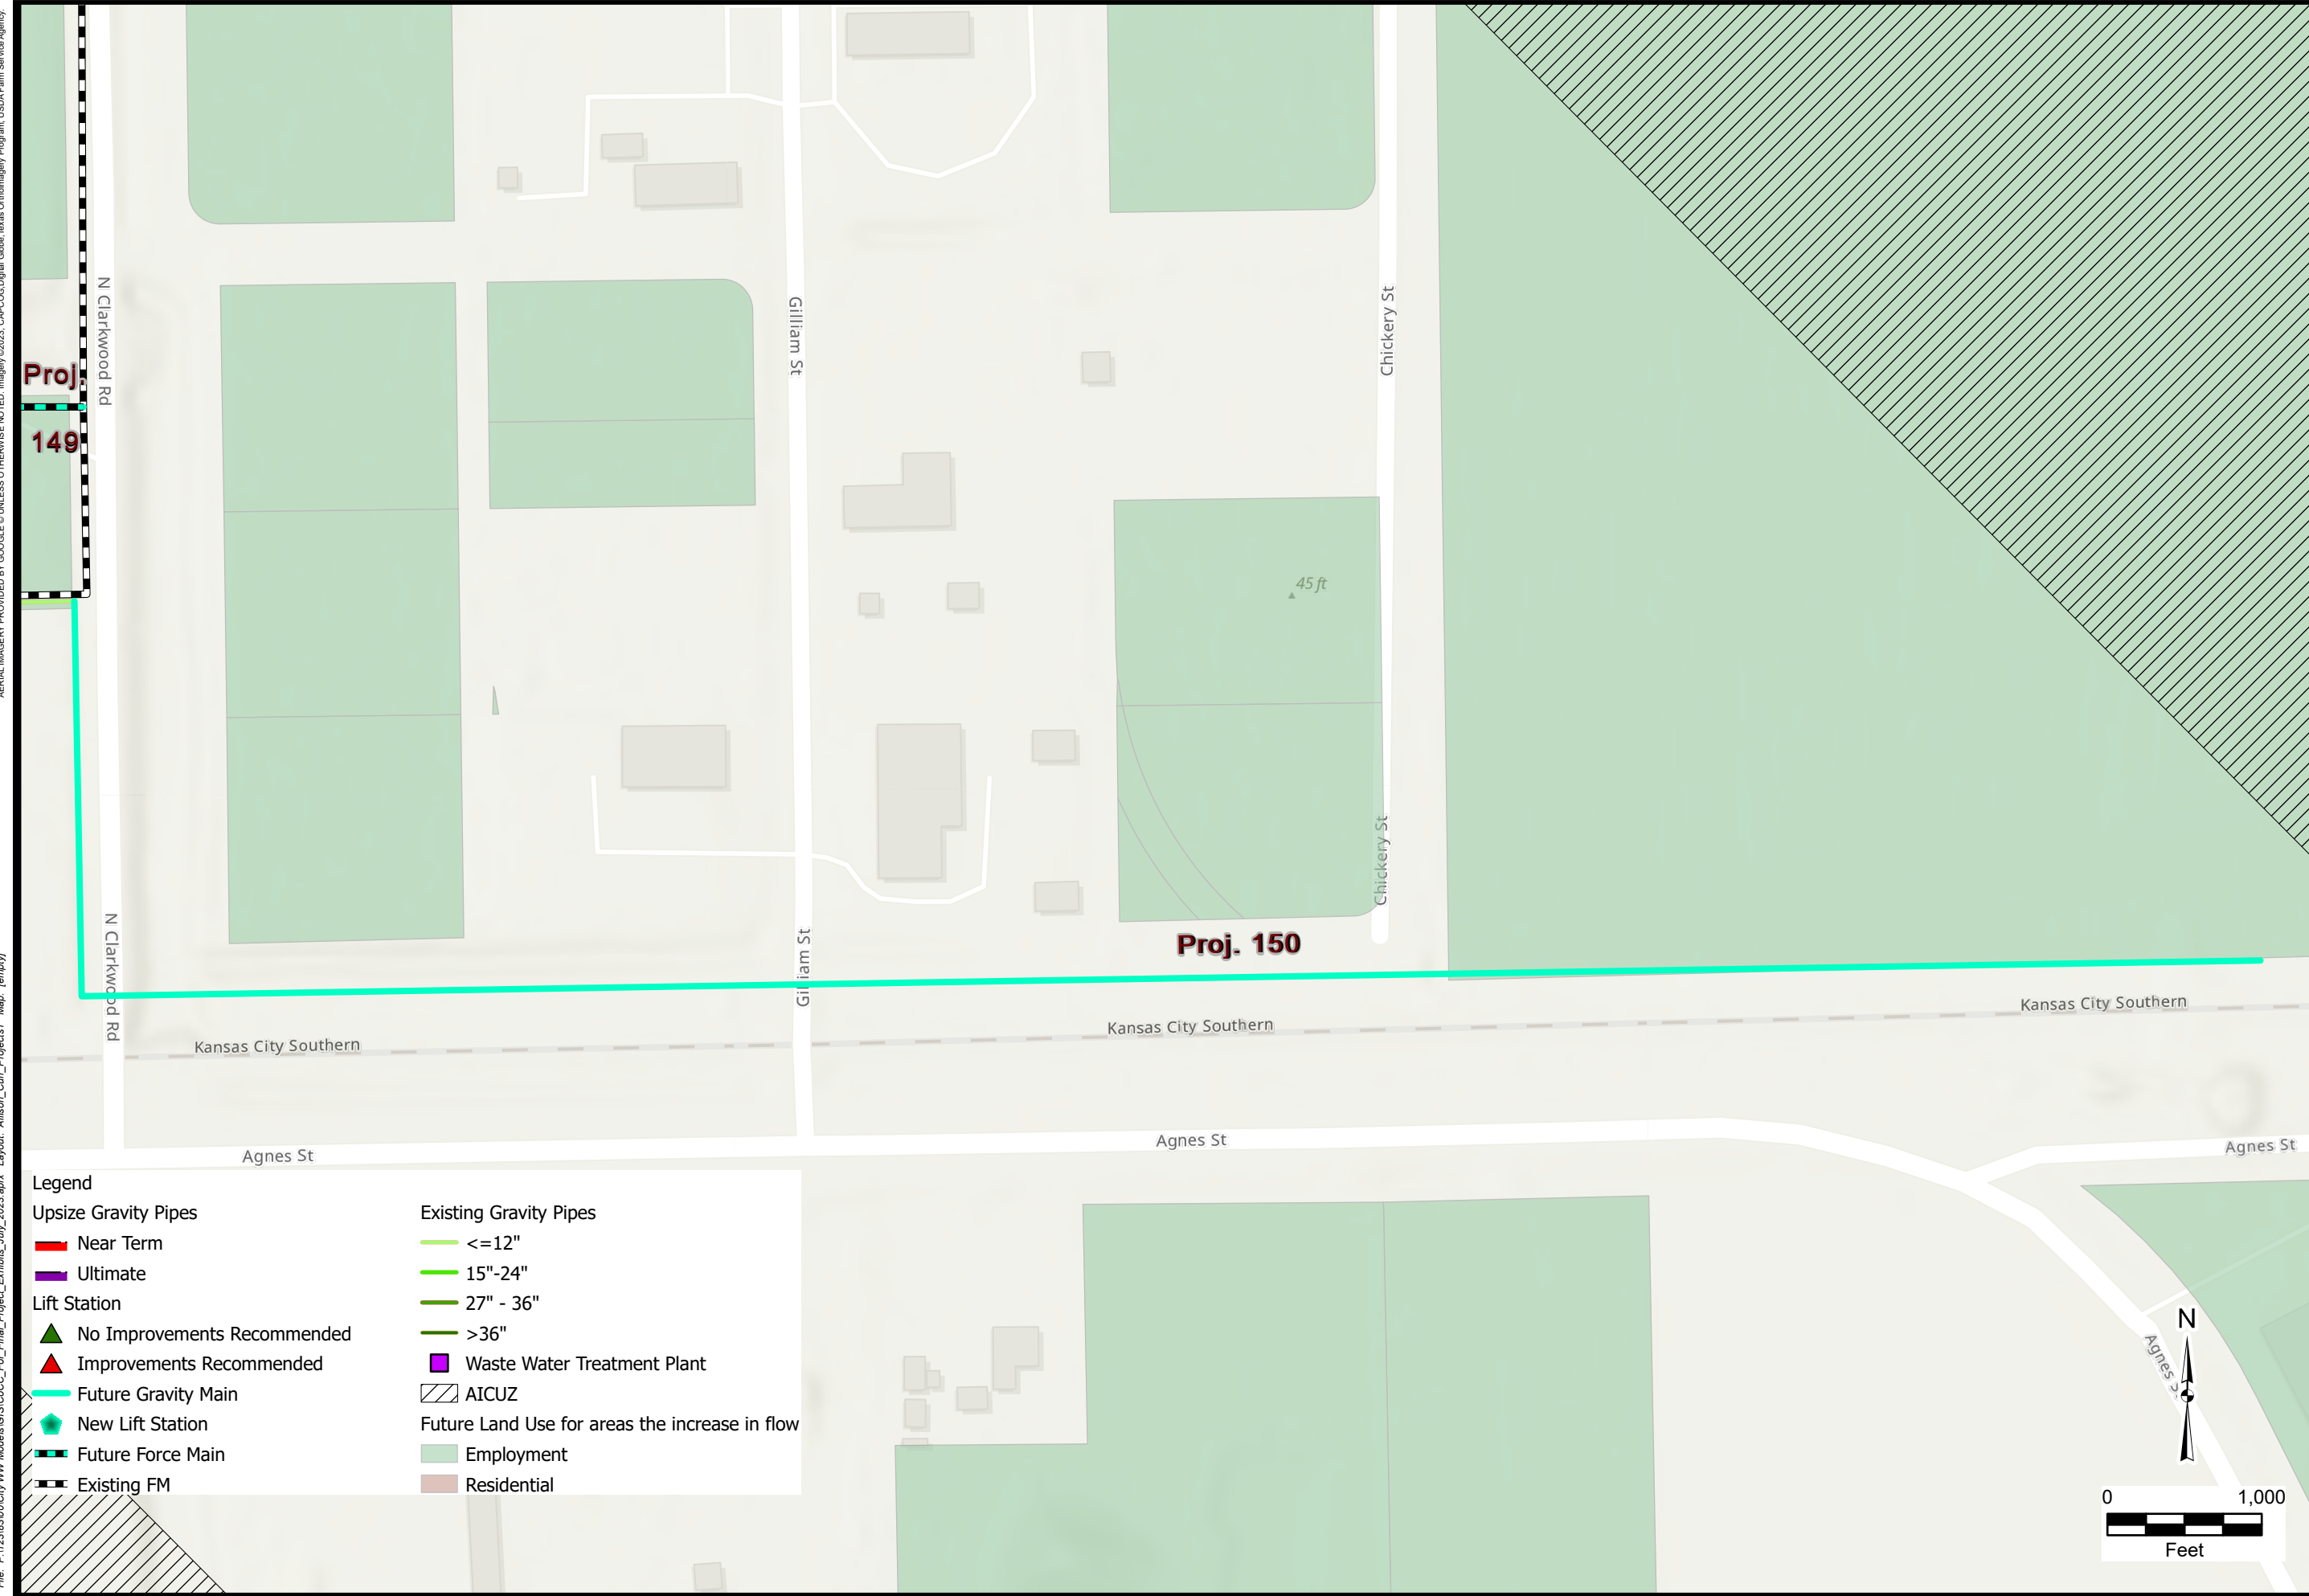 N Clarkwood Rd
Gilliam St
Chickery St
Proj.
149
45 ft
Chickery St
N Clarkwood Rd
Gilliam St
Proj. 150
Kansas City Southern
Kansas City Southern
Kansas City Southern
Agnes St
Agnes St
Agnes St
Agnes S
Legend
Upsize Gravity Pipes
Near Term
Ultimate
Lift Station
No Improvements Recommended
Improvements Recommended
Future Gravity Main
New Lift Station
Future Force Main
Existing FM
Existing Gravity Pipes
<=12"
15"-24"
27" - 36"
>36"
Waste Water Treatment Plant
AICUZ
Future Land Use for areas the increase in flow
Employment
Residential
N
0 1,000
Feet